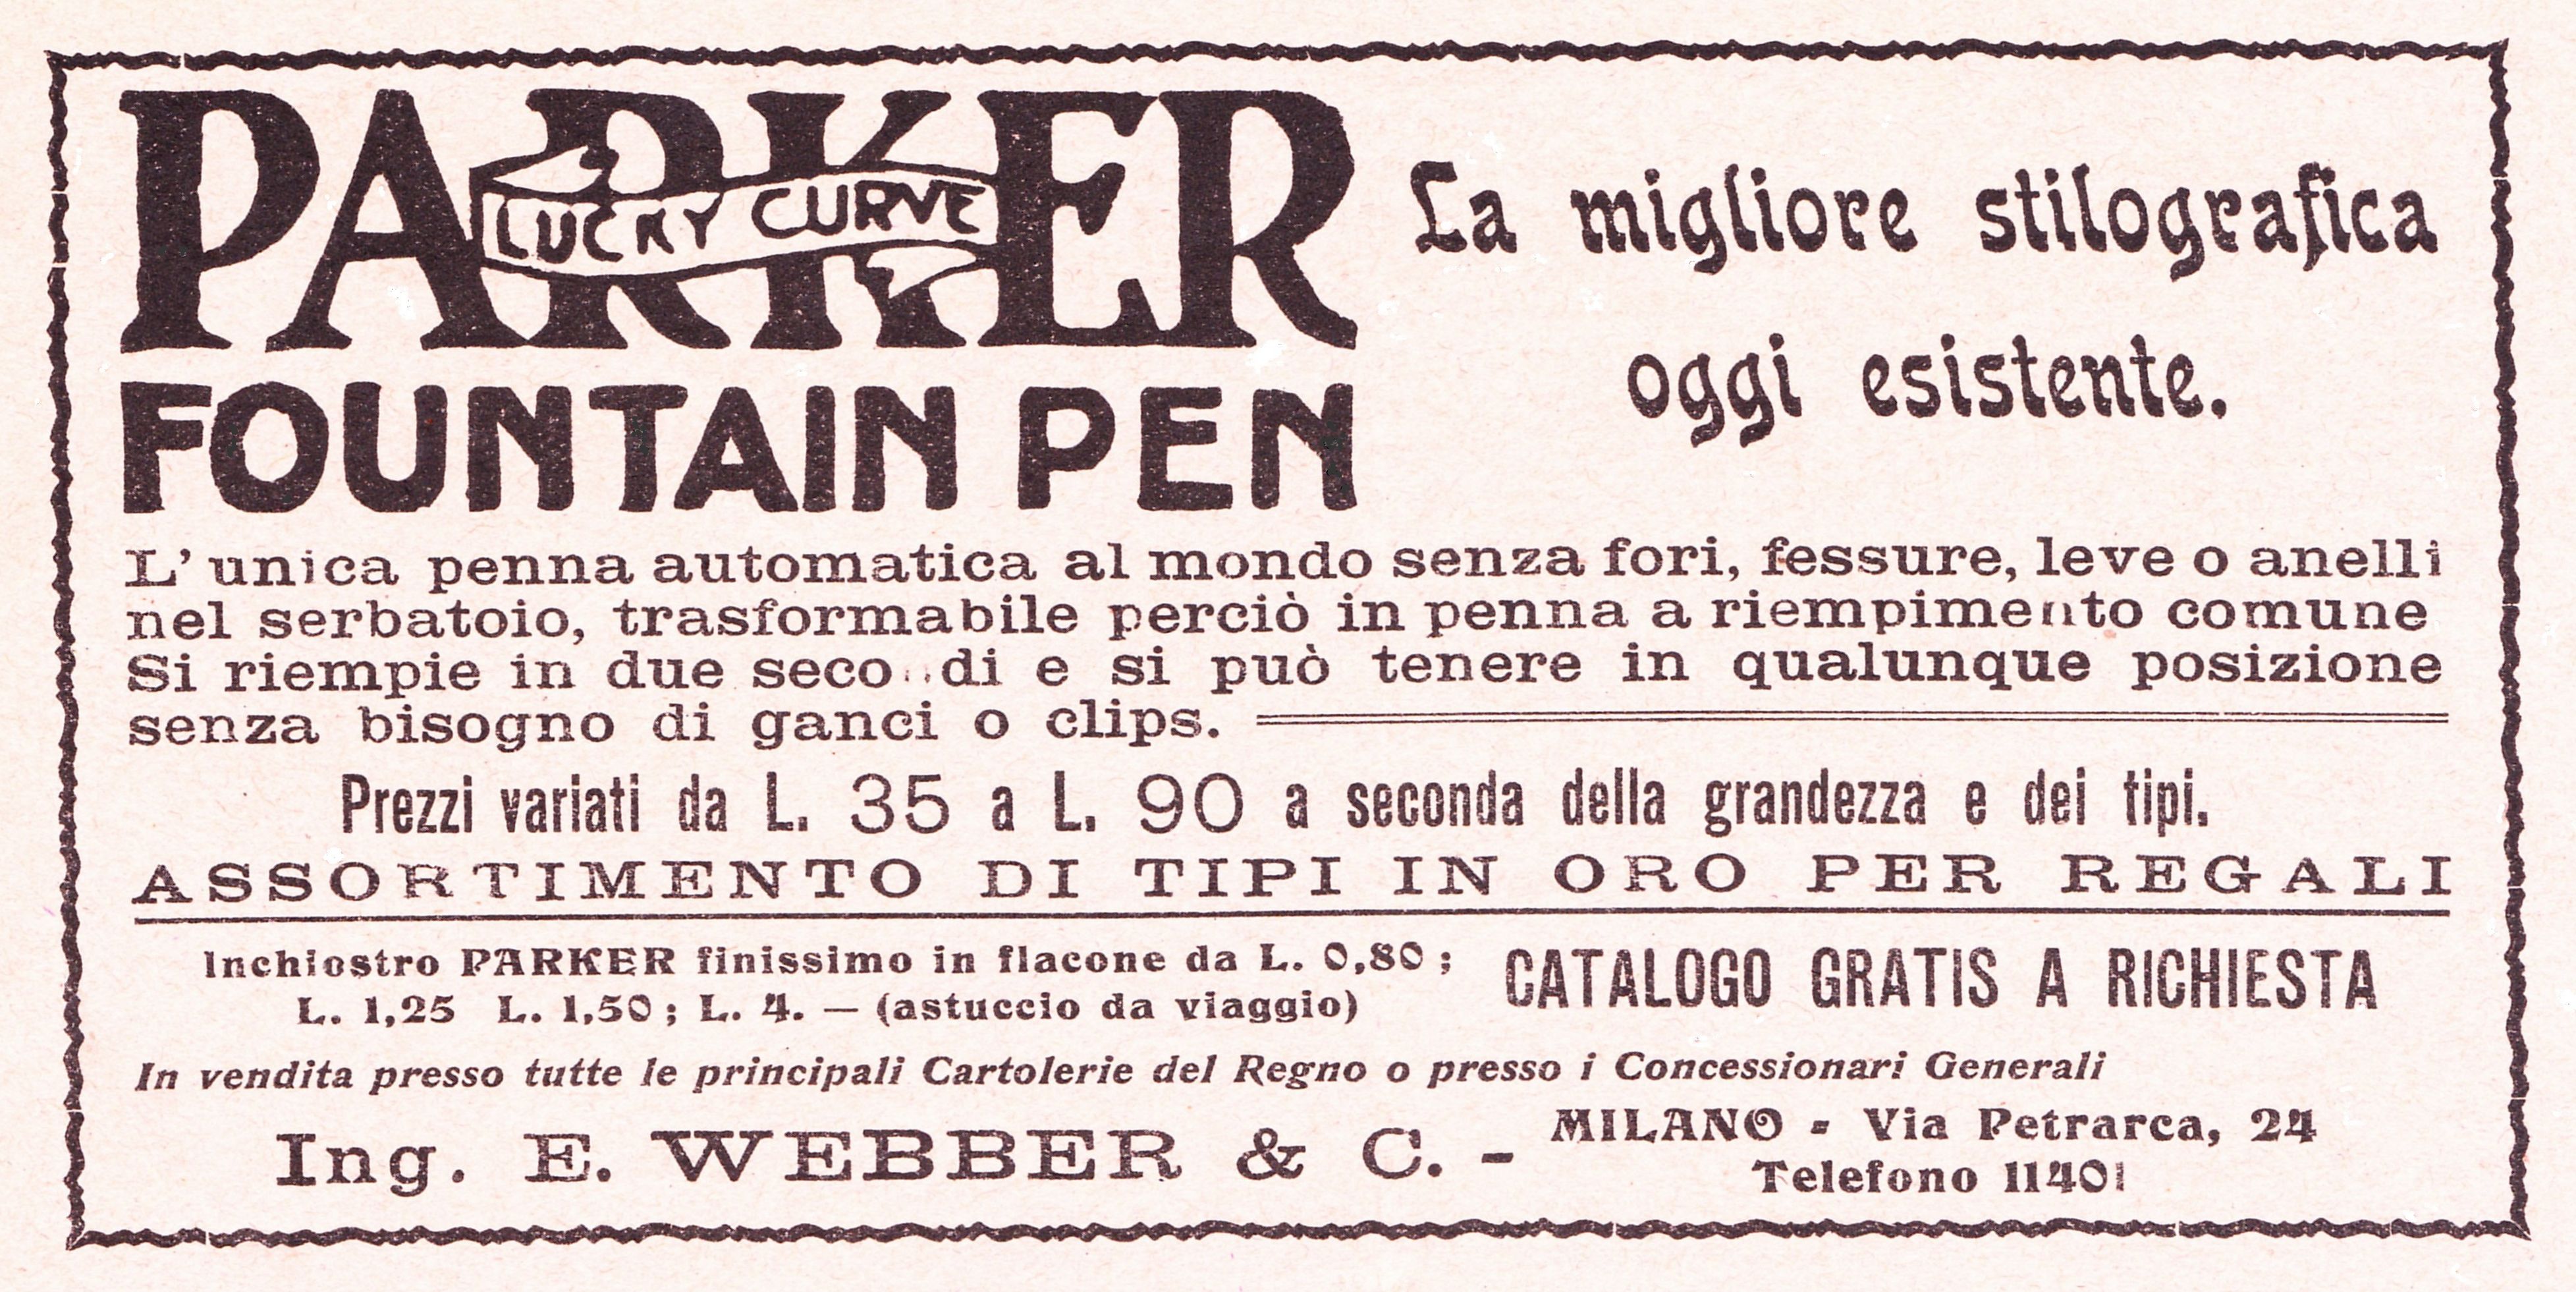 PARKER
LUCKY CURVE
FOUNTAIN PEN
La migliore stilografica
oggi esistente.
L' unica penna automatica al mondo senza fori, fessure, leve o anelli
nel serbatoio, trasformabile perciò in penna a riempimento comune
Si riempie in due seco di e si può tenere in qualunque posizione
senza bisogno di ganci o clips.
Prezzi variati da L. 35 a L. 90 a seconda della grandezza e dei tipi.
ASSORTIMENTO DI TIPI IN ORO PER REGALI
Inchiostro PARKER finissimo in flacone da L. 0,80 ;
L. 1,25 L. 1,50 ; L. 4. — (astuccio da viaggio)
CATALOGO GRATIS A RICHIESTA
In vendita presso tutte le principali Cartolerie del Regno o presso i Concessionari Generali
Ing. E. WEBBER & C. -
MILANO - Via Petrarca, 24
Telefono 11401